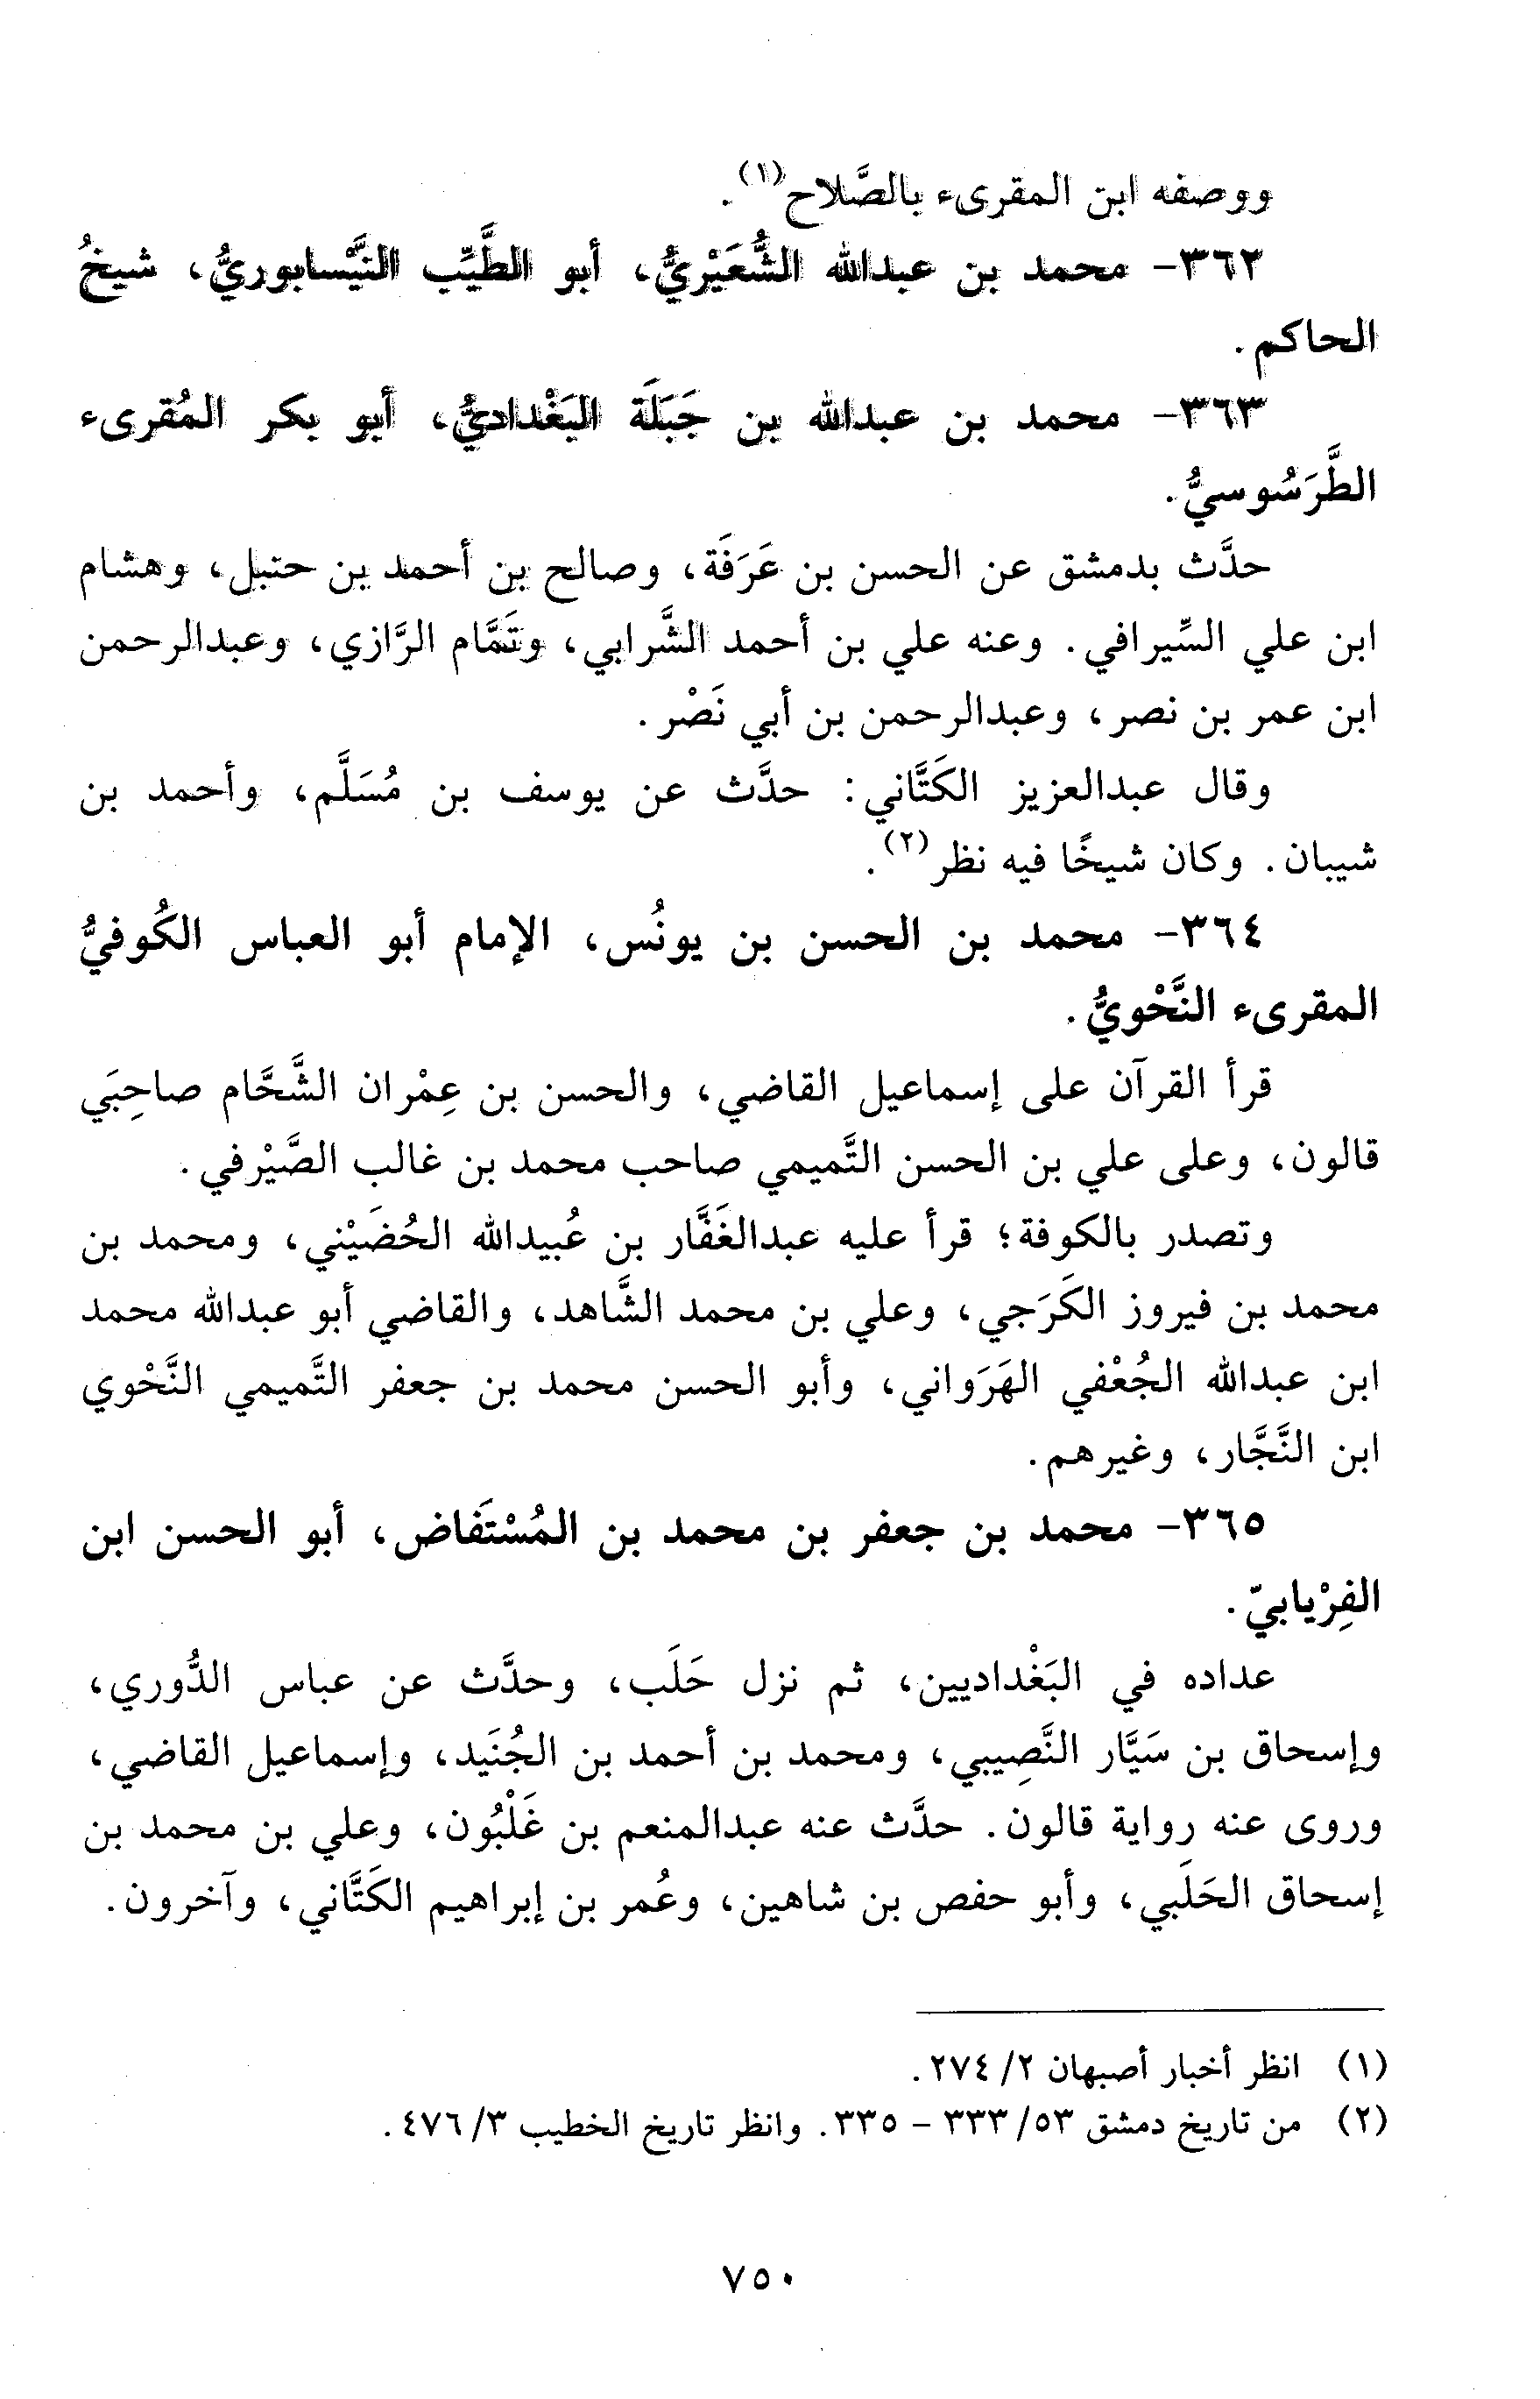 ووصفه ابن المقرىء بالصَّلاح(١).
٣٦٢- محمد بن عبدالله الشُّعَيْريُّ، أبو الطَّيِّب النَّيْسابوريُّ، شيخُ
الحاكم.
٣٦٣- محمد بن عبدالله بن جَبَلَة البَغْداديُّ، أبو بكر المُقرىء
الطَّرَسُوسيُّ.
حدَّث بدمشق عن الحسن بن عَرَفَة، وصالح بن أحمد بن حنبل، وهشام
ابن علي السِّيرافي. وعنه علي بن أحمد الشَّرابي، وتَمَّام الرَّازي، وعبدالرحمن
ابن عمر بن نصر، وعبدالرحمن بن أبي نَصْر.
وقال عبدالعزيز الكَتَّاني: حدَّث عن يوسف بن مُسَلَّم، وأحمد بن
شيبان. وكان شيخًا فيه نظر(٢).
٣٦٤- محمد بن الحسن بن يونُس، الإمام أبو العباس الكُوفيُّ
المقرىء النَّحْويُّ.
قرأ القرآن على إسماعيل القاضي، والحسن بن عِمْران الشَّحَّام صاحِبَي
قالون، وعلى علي بن الحسن التَّميمي صاحب محمد بن غالب الصَّيْرفي.
وتصدر بالكوفة؛ قرأ عليه عبدالغَفَّار بن عُبيدالله الحُضَيْني، ومحمد بن
محمد بن فيروز الكَرَجي، وعلي بن محمد الشَّاهد، والقاضي أبو عبدالله محمد
ابن عبدالله الجُعْفي الهَرَواني، وأبو الحسن محمد بن جعفر التَّميمي النَّحْوي
ابن النَّجَّار، وغيرهم.
٣٦٥- محمد بن جعفر بن محمد بن المُسْتَفَاض، أبو الحسن ابن
الفِرْيابيّ.
عداده في البَغْداديين، ثم نزل حَلَب، وحدَّث عن عباس الدُّوري،
وإسحاق بن سَيَّار النَّصِيبي، ومحمد بن أحمد بن الجُنَيد، وإسماعيل القاضي،
وروى عنه رواية قالون. حدَّث عنه عبدالمنعم بن غَلْبُون، وعلي بن محمد بن
إسحاق الحَلَبي، وأبو حفص بن شاهين، وعُمر بن إبراهيم الكَتَّاني، وآخرون.
(١) انظر أخبار أصبهان ٢/ ٢٧٤.
(٢) من تاريخ دمشق ٥٣/ ٣٣٣ - ٣٣٥. وانظر تاريخ الخطيب ٣/ ٤٧٦.
٧٥٠